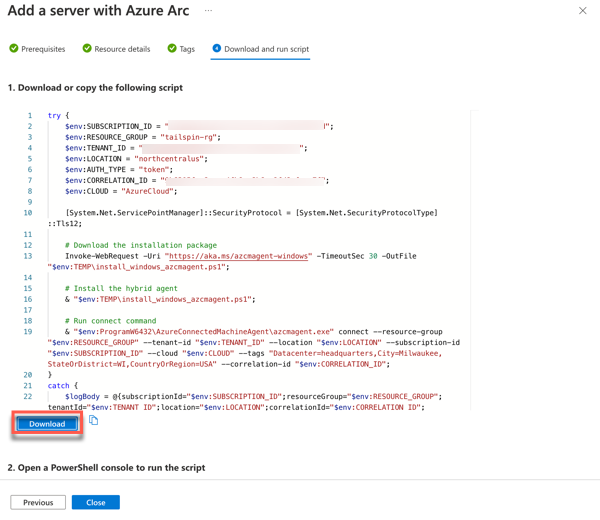 Add a server with Azure Arc ...
Prerequisites Resource details Tags 4 Download and run script
1. Download or copy the following script
1 try {
2 $env:SUBSCRIPTION_ID = " ";
3 $env:RESOURCE_GROUP = "tailspin-rg";
4 $env:TENANT_ID = " ";
5 $env:LOCATION = "northcentralus";
6 $env:AUTH_TYPE = "token";
7 $env:CORRELATION_ID = " ";
8 $env:CLOUD = "AzureCloud";
9
10 [System.Net.ServicePointManager]::SecurityProtocol = [System.Net.SecurityProtocolType]
::Tls12;
11
12 # Download the installation package
13 Invoke-WebRequest -Uri "https://aka.ms/azcmagent-windows" -TimeoutSec 30 -OutFile
"$env:TEMP\install_windows_azcmagent.ps1";
14
15 # Install the hybrid agent
16 & "$env:TEMP\install_windows_azcmagent.ps1";
17
18 # Run connect command
19 & "$env:ProgramW6432\AzureConnectedMachineAgent\azcmagent.exe" connect --resource-group
"$env:RESOURCE_GROUP" --tenant-id "$env:TENANT_ID" --location "$env:LOCATION" --subscription-id
"$env:SUBSCRIPTION_ID" --cloud "$env:CLOUD" --tags "Datacenter=headquarters,City=Milwaukee,
StateOrDistrict=WI,CountryOrRegion=USA" --correlation-id "$env:CORRELATION_ID";
20 }
21 catch {
22 $logBody = @{subscriptionId="$env:SUBSCRIPTION_ID";resourceGroup="$env:RESOURCE_GROUP";
tenantId="$env:TENANT_ID";location="$env:LOCATION";correlationId="$env:CORRELATION_ID";
Download
2. Open a PowerShell console to run the script
Previous Close